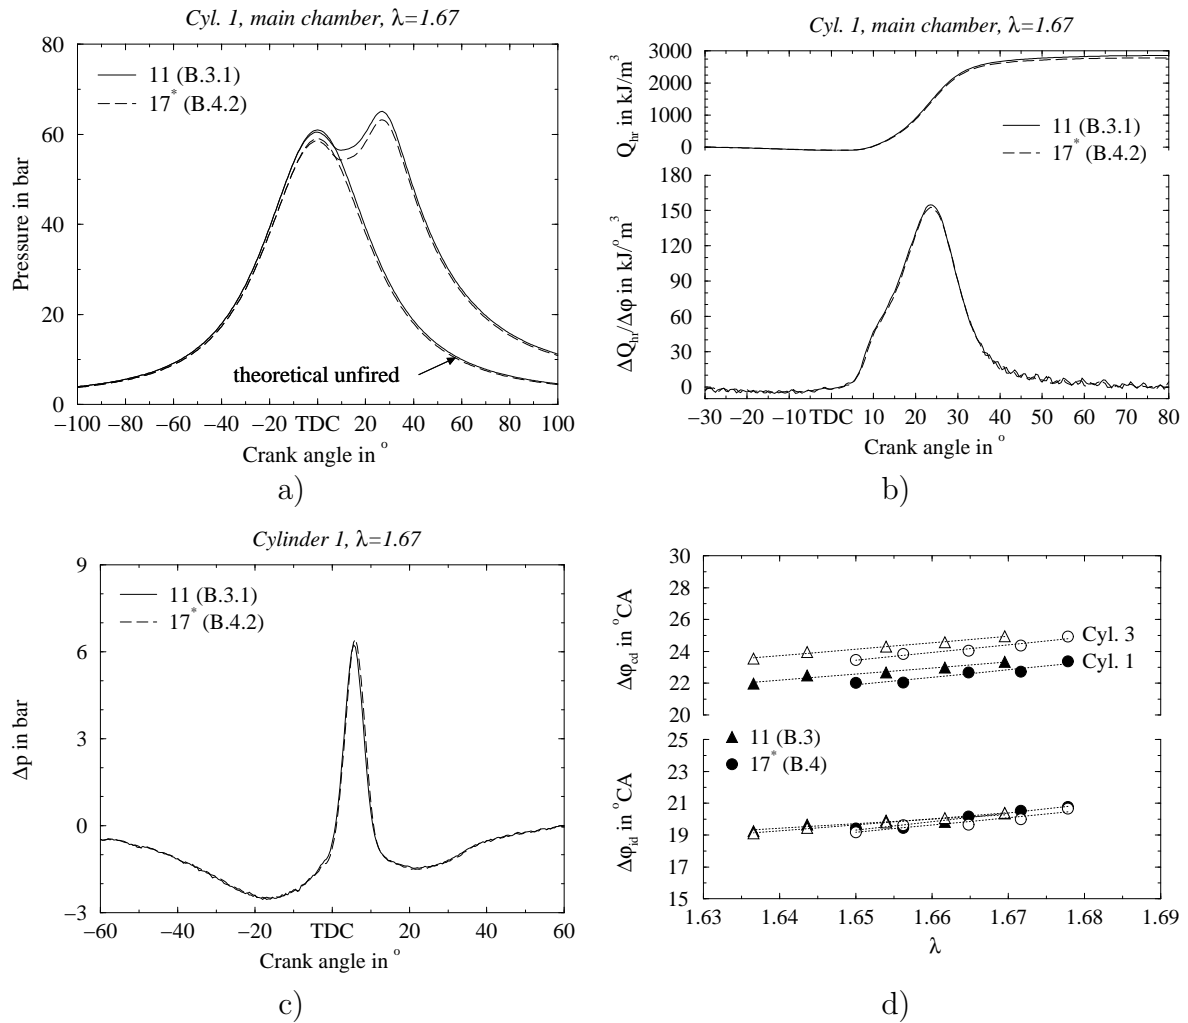 Cyl. 1, main chamber, λ=1.67
80
60
40
20
0
Pressure in bar
11 (B.3.1)
17* (B.4.2)
theoretical unfired
−100 −80 −60 −40 −20 TDC 20 40 60 80 100
Crank angle in °
a)
Cyl. 1, main chamber, λ=1.67
3000
2000
1000
0
Q_hr in kJ/m³
11 (B.3.1)
17* (B.4.2)
150
90
60
30
0
ΔQ_hr/Δφ in kJ/°m³
−30 −20 −10 TDC 10 20 30 40 50 60 70 80
Crank angle in °
b)
Cylinder 1, λ=1.67
9
6
3
0
−3
Δp in bar
11 (B.3.1)
17* (B.4.2)
−60 −40 −20 TDC 20 40 60
Crank angle in °
c)
30
28
26
24
22
20
Δφ_cd in °CA
Cyl. 3
Cyl. 1
11 (B.3)
17* (B.4)
25
23
21
19
17
15
Δφ_id in °CA
1.63 1.64 1.65 1.66 1.67 1.68 1.69
λ
d)